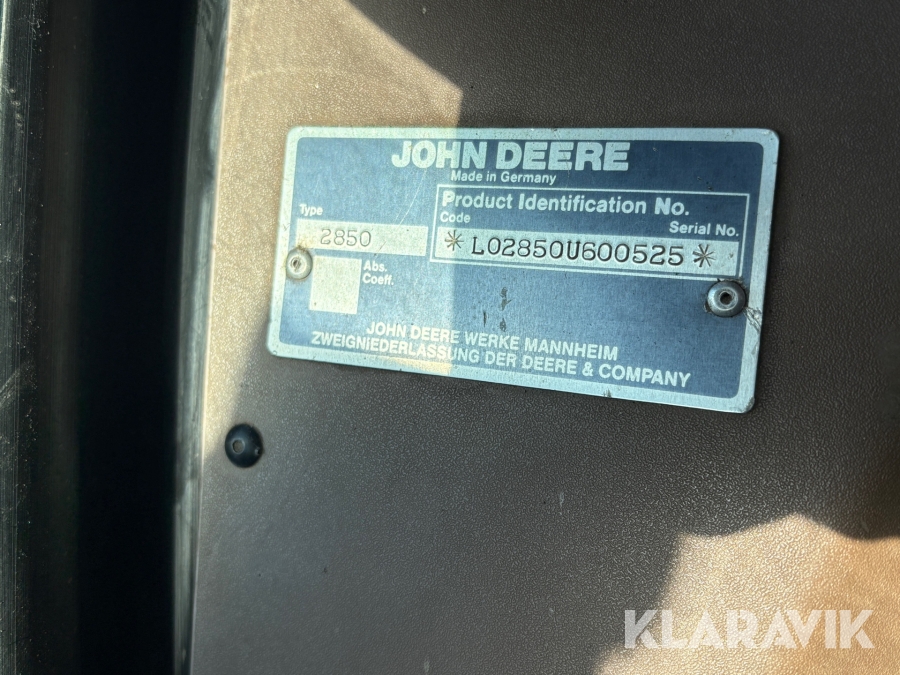 JOHN DEERE
Made in Germany
Product Identification No.
Type
Code
Serial No.
2850
*LO2850U600525*
Abs.
Coeff.
JOHN DEERE WERKE MANNHEIM
ZWEIGNIEDERLASSUNG DER DEERE & COMPANY
KLARAVIK